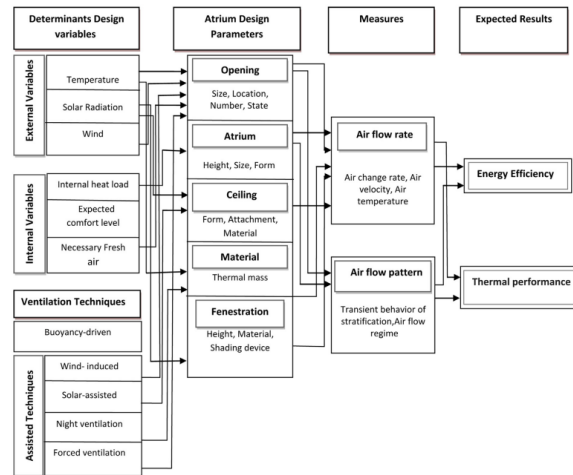 Determants Design
variables
Atrium Design
Parameters
Measures
Expected Results
External Variables
Temperature
Solar Radiation
Wind
Internal Variables
Internal heat load
Expected
comfort level
Necessary Fresh
air
Ventilation Techniques
Buoyancy-driven
Assisted Techniques
Wind- induced
Solar-assisted
Night ventilation
Forced ventilation
Opening
Size, Location,
Number, State
Atrium
Height, Size, Form
Ceiling
Form, Attachment,
Material
Material
Thermal mass
Fenestration
Height, Material,
Shading device
Air flow rate
Air change rate, Air
velocity, Air
temperature
Air flow pattern
Transient behavior of
stratification,Air flow
regime
Energy Efficiency
Thermal performance